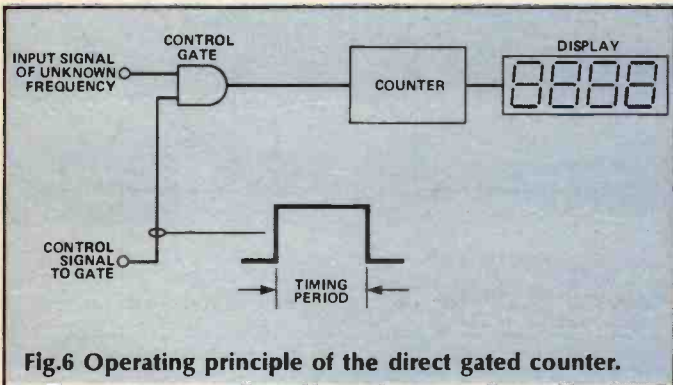 CONTROL
GATE
INPUT SIGNAL
OF UNKNOWN
FREQUENCY
COUNTER
DISPLAY
8888
CONTROL
SIGNAL
TO GATE
TIMING
PERIOD
Fig.6 Operating principle of the direct gated counter.